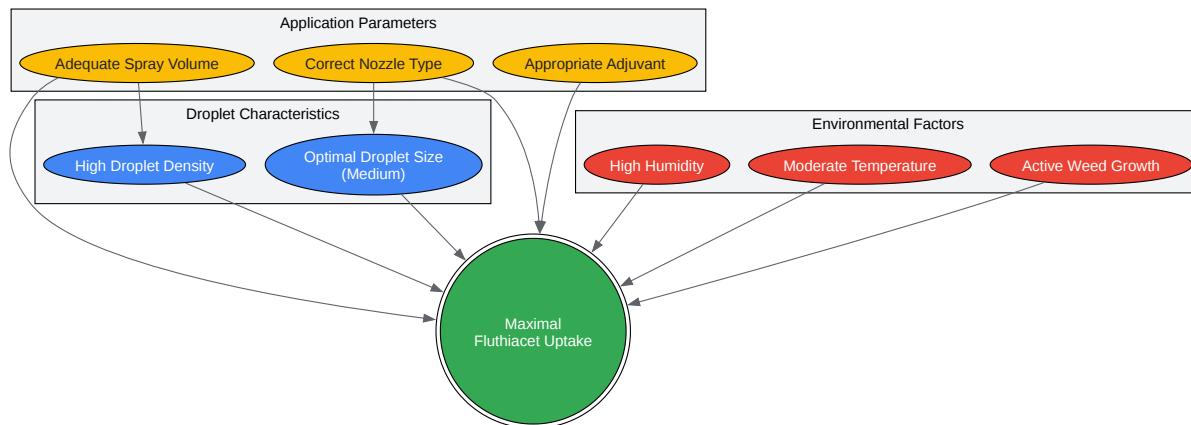 Application Parameters
Adequate Spray Volume
Correct Nozzle Type
Appropriate Adjuvant
Droplet Characteristics
High Droplet Density
Optimal Droplet Size
(Medium)
Environmental Factors
High Humidity
Moderate Temperature
Active Weed Growth
Maximal
Fluthiacet Uptake